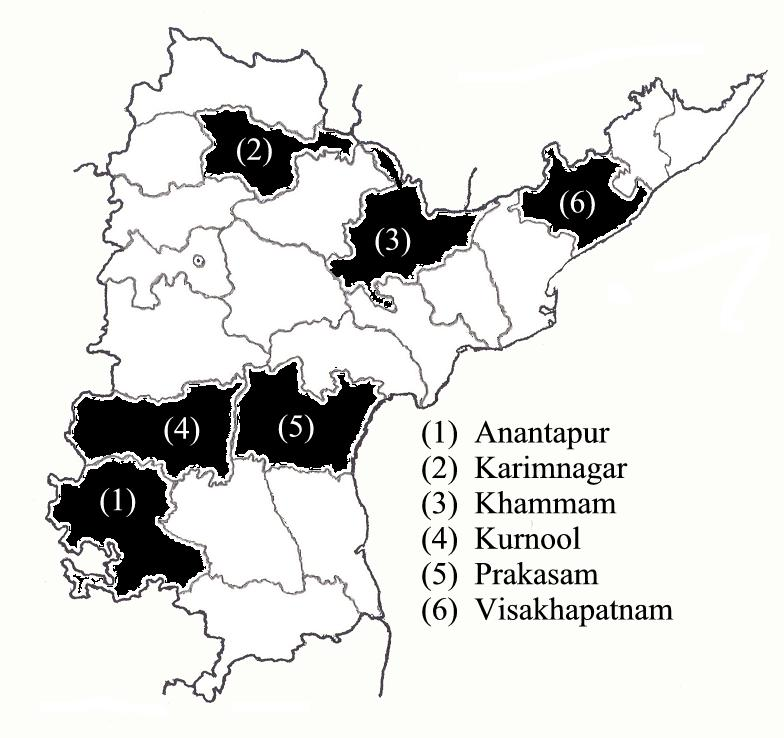 (2)
(6)
(3)
(4)
(5)
(1)
(1) Anantapur
(2) Karimnagar
(3) Khammam
(4) Kurnool
(5) Prakasam
(6) Visakhapatnam